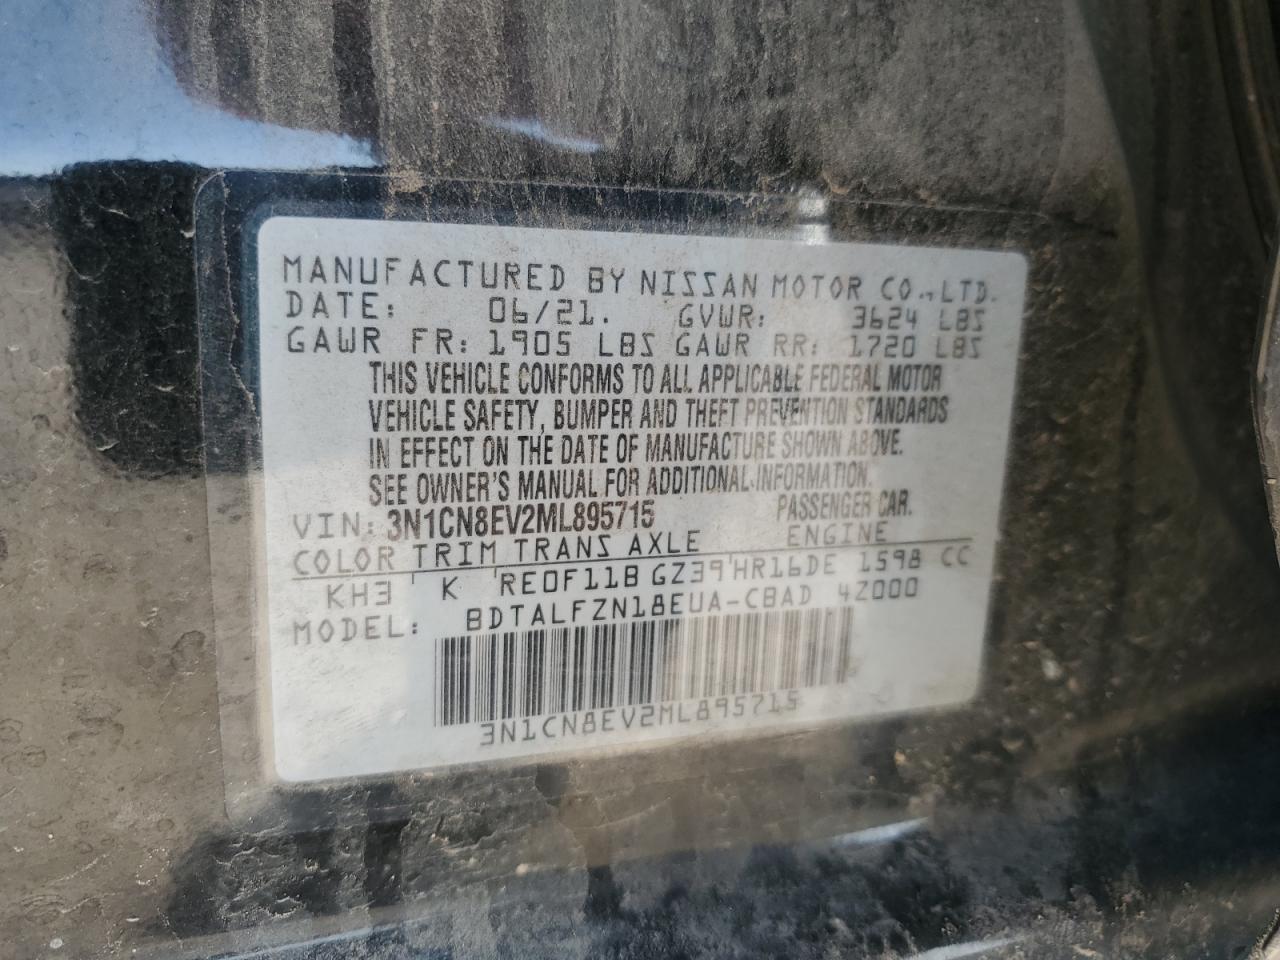 MANUFACTURED BY NISSAN MOTOR CO.,LTD.
DATE: 06/21. GVWR: 3624 LBS
GAWR FR: 1905 LBS GAWR RR: 1720 LBS
THIS VEHICLE CONFORMS TO ALL APPLICABLE FEDERAL MOTOR
VEHICLE SAFETY, BUMPER AND THEFT PREVENTION STANDARDS
IN EFFECT ON THE DATE OF MANUFACTURE SHOWN ABOVE.
SEE OWNER'S MANUAL FOR ADDITIONAL INFORMATION.
VIN: 3N1CN8EV2ML895715 PASSENGER CAR.
COLOR TRIM TRANS AXLE ENGINE
KH3 K RE0F11B GZ39 HR16DE 1598 CC
MODEL: BDTALFZN18EUA-CBAD 4Z000
3N1CN8EV2ML895715